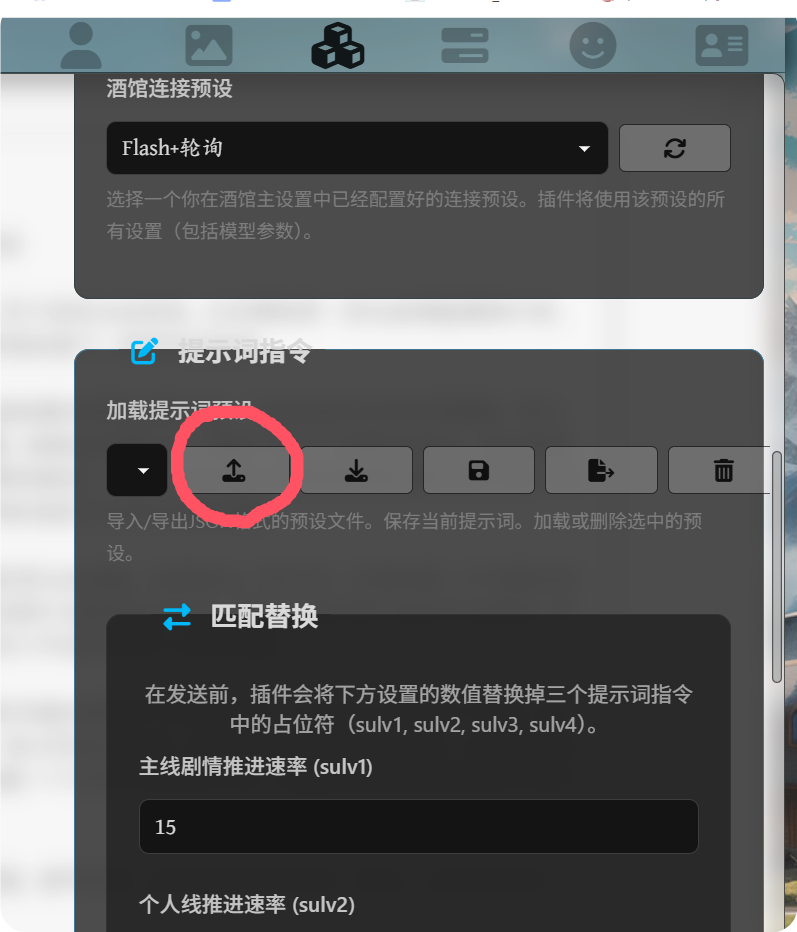 酒馆连接预设
Flash+轮询
选择一个你在酒馆主设置中已经配置好的连接预设。插件将使用该预设的所
有设置（包括模型参数）。
提示词指令
加载提示词预设
导入/导出JSON格式的预设文件。保存当前提示词。加载或删除选中的预
设。
匹配替换
在发送前，插件会将下方设置的数值替换掉三个提示词指令
中的占位符（sulv1, sulv2, sulv3, sulv4）。
主线剧情推进速率 (sulv1)
15
个人线推进速率 (sulv2)